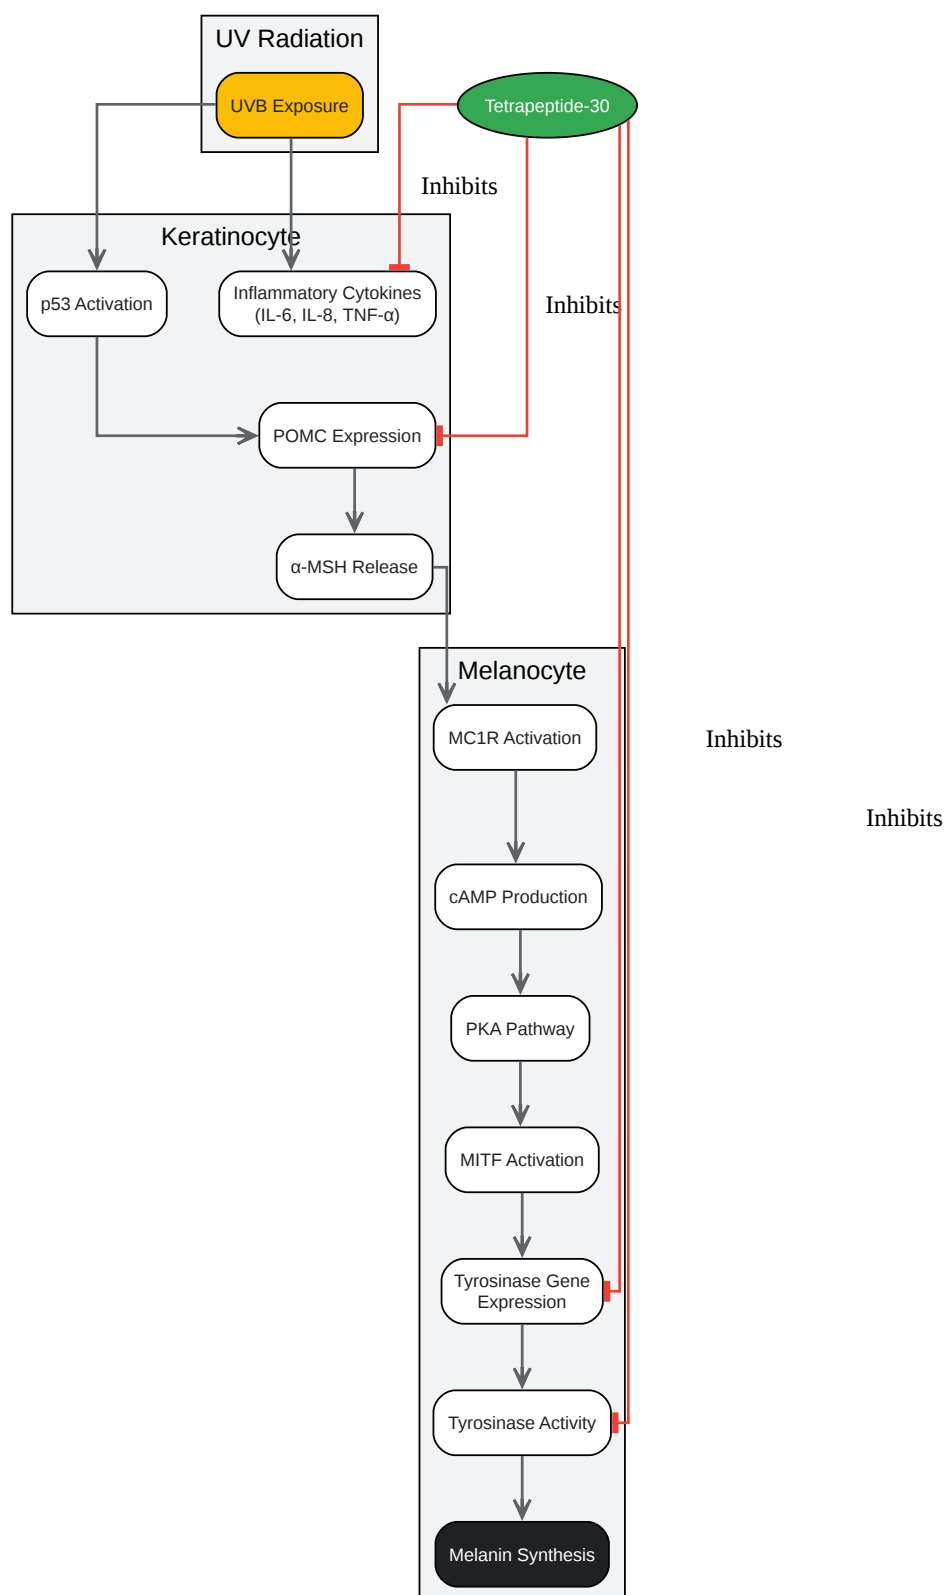 UV Radiation
UVB Exposure
Tetrapeptide-30
Inhibits
Keratinocyte
p53 Activation
Inflammatory Cytokines
(IL-6, IL-8, TNF-α)
Inhibits
POMC Expression
α-MSH Release
Melanocyte
MC1R Activation
Inhibits
Inhibits
cAMP Production
PKA Pathway
MITF Activation
Tyrosinase Gene
Expression
Tyrosinase Activity
Melanin Synthesis